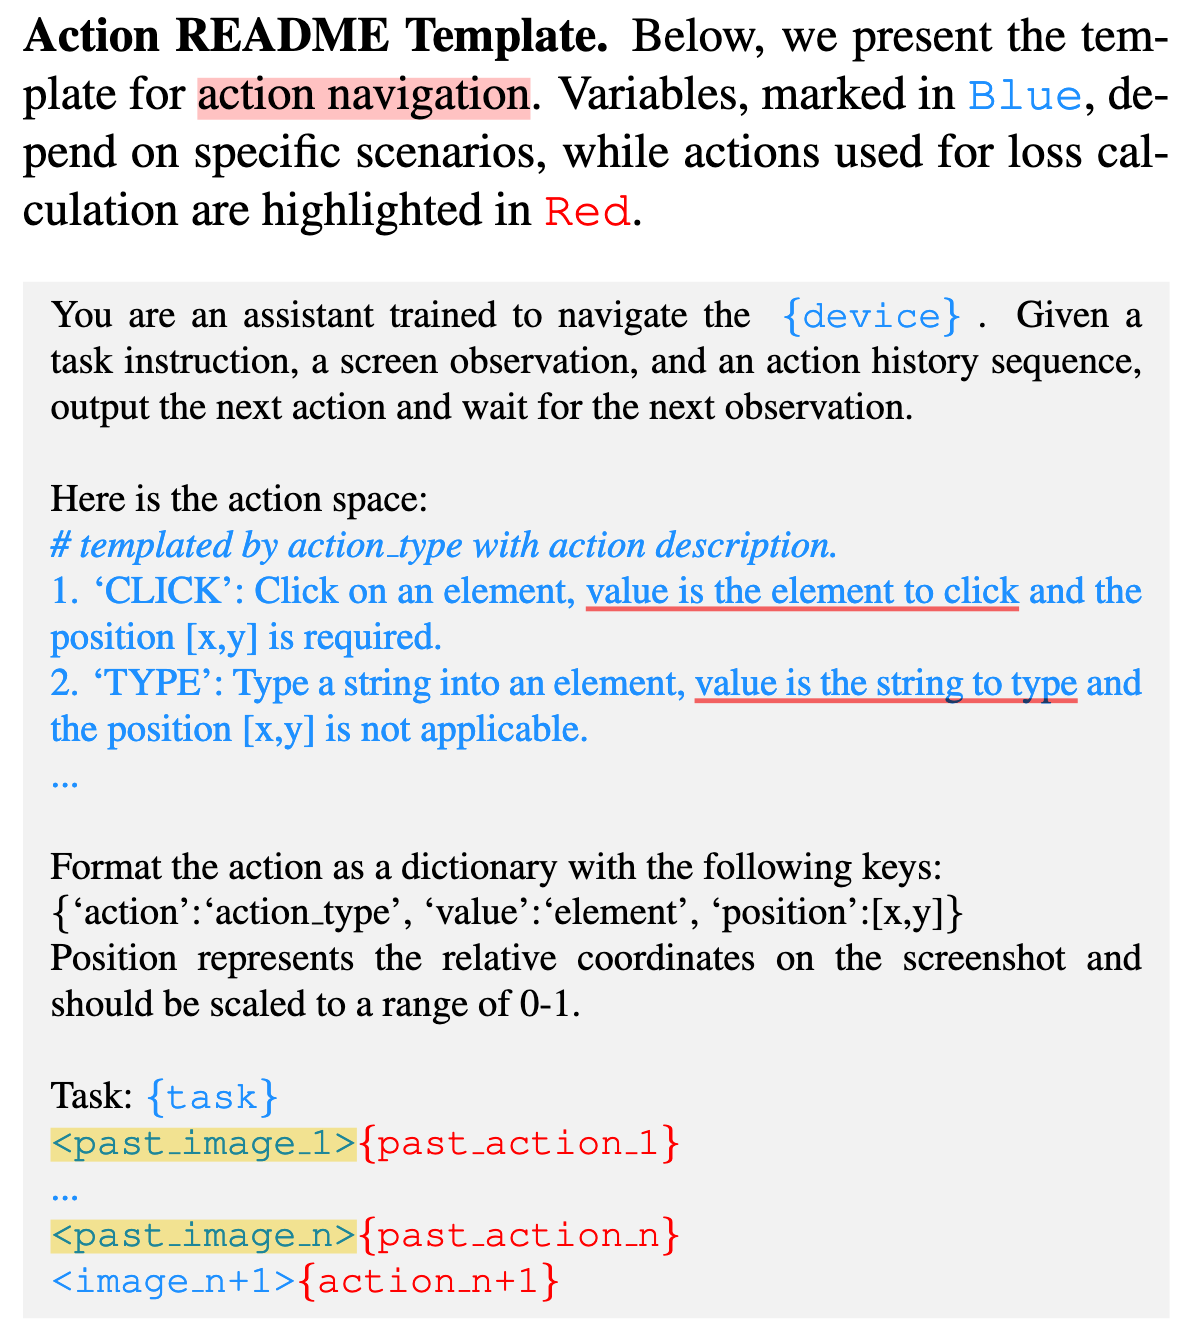 Action README Template. Below, we present the tem-
plate for action navigation. Variables, marked in Blue, de-
pend on specific scenarios, while actions used for loss cal-
culation are highlighted in Red.
You are an assistant trained to navigate the {device} . Given a
task instruction, a screen observation, and an action history sequence,
output the next action and wait for the next observation.
Here is the action space:
# templated by action_type with action description.
1. ‘CLICK’: Click on an element, value is the element to click and the
position [x,y] is required.
2. ‘TYPE’: Type a string into an element, value is the string to type and
the position [x,y] is not applicable.
...
Format the action as a dictionary with the following keys:
{‘action’:‘action_type’, ‘value’:‘element’, ‘position’:[x,y]}
Position represents the relative coordinates on the screenshot and
should be scaled to a range of 0-1.
Task: {task}
<past_image_1>{past_action_1}
...
<past_image_n>{past_action_n}
<image_n+1>{action_n+1}